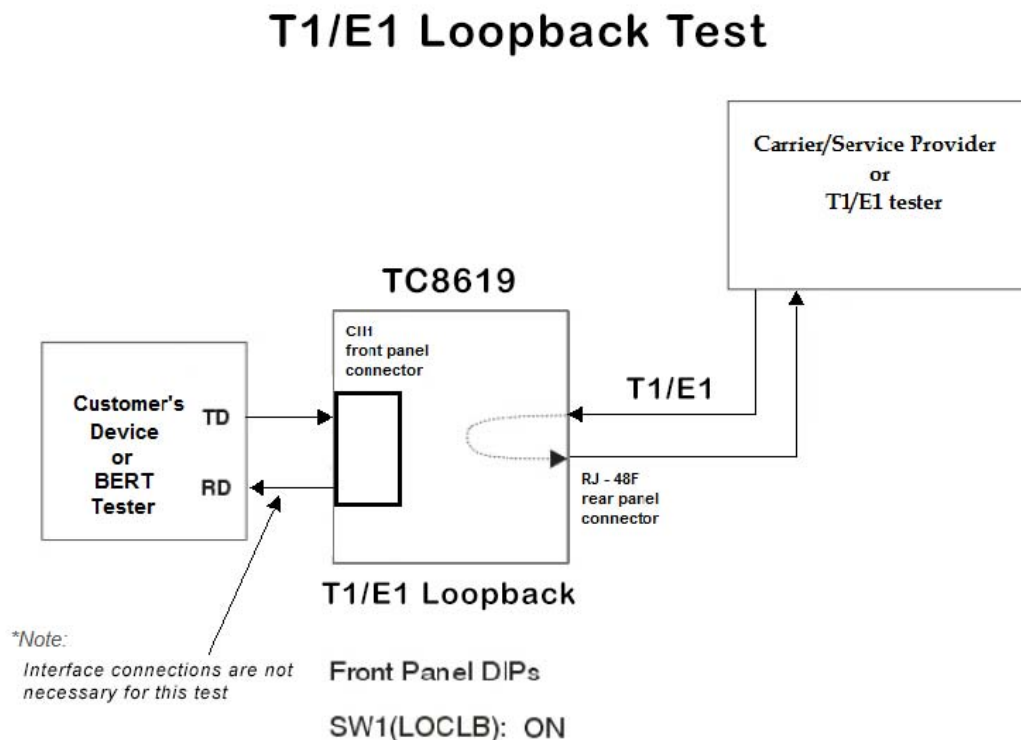 T1/E1 Loopback Test
Carrier/Service Provider
or
T1/E1 tester
TC8619
CH1
front panel
connector
T1/E1
Customer's
Device
or
BERT
Tester
TD
RD
RJ - 48F
rear panel
connector
T1/E1 Loopback
*Note:
Interface connections are not
necessary for this test
Front Panel DIPs
SW1(LOCLB): ON